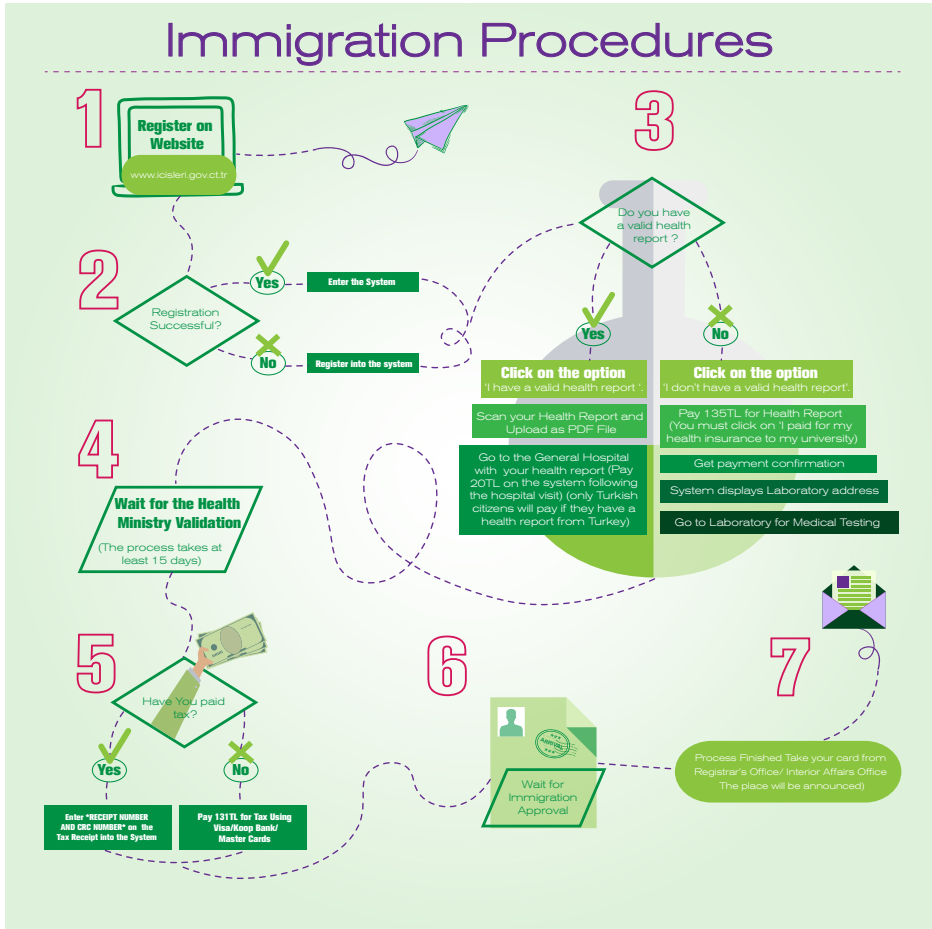 Immigration Procedures
1
Register on
Website
www.icisleri.gov.ct.tr
2
Registration
Successful?
Yes
Enter the System
No
Register into the system
3
Do you have
a valid health
report ?
Yes
No
Click on the option
'I have a valid health report '.
Scan your Health Report and
Upload as PDF File
Go to the General Hospital
with your health report (Pay
20TL on the system following
the hospital visit) (only Turkish
citizens will pay if they have a
health report from Turkey)
Click on the option
'I don't have a valid health report'.
Pay 135TL for Health Report
(You must click on 'I paid for my
health insurance to my university)
Get payment confirmation
System displays Laboratory address
Go to Laboratory for Medical Testing
4
Wait for the Health
Ministry Validation
(The process takes at
least 15 days)
5
Have You paid
tax?
Yes
No
Enter *RECEIPT NUMBER
AND CRC NUMBER* on the
Tax Receipt into the System
Pay 131TL for Tax Using
Visa/Koop Bank/
Master Cards
6
Wait for
Immigration
Approval
7
Process Finished Take your card from
Registrar's Office/ Interior Affairs Office
The place will be announced)